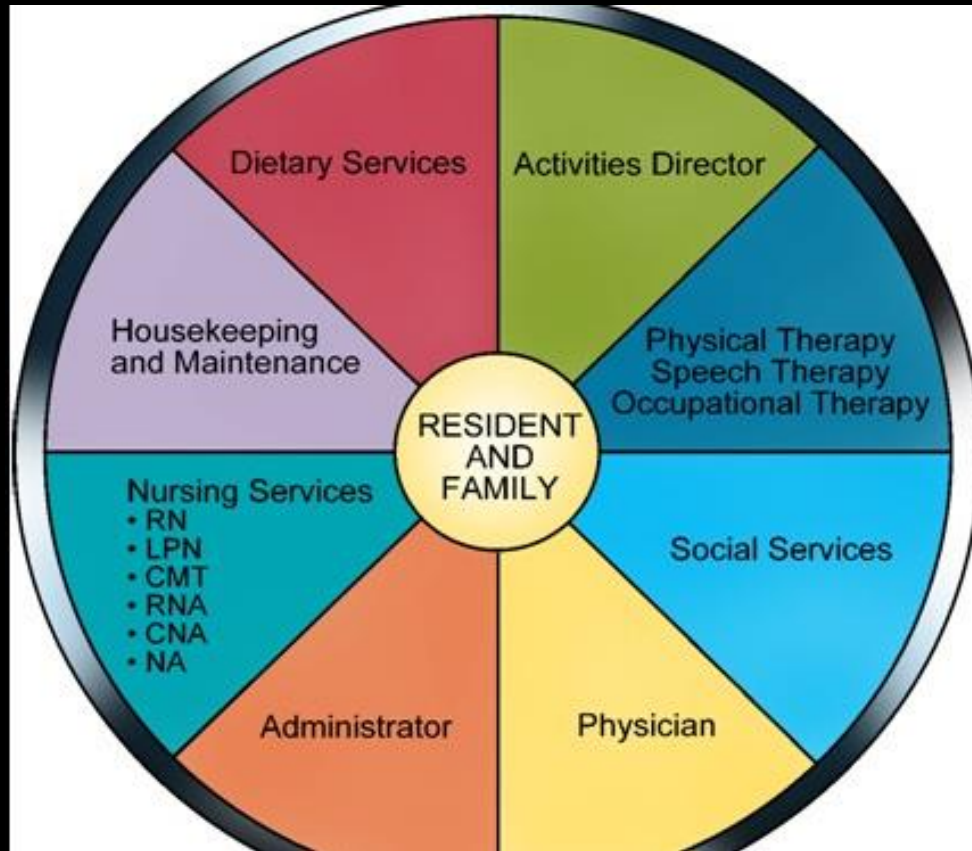 Dietary Services
Activities Director
Housekeeping
and Maintenance
Physical Therapy
Speech Therapy
Occupational Therapy
RESIDENT
AND
FAMILY
Nursing Services
• RN
• LPN
• CMT
• RNA
• CNA
• NA
Social Services
Administrator
Physician